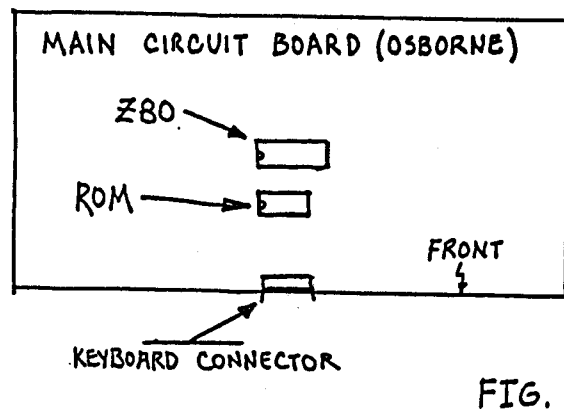 MAIN CIRCUIT BOARD (OSBORNE)
Z80
ROM
FRONT
KEYBOARD CONNECTOR
FIG.